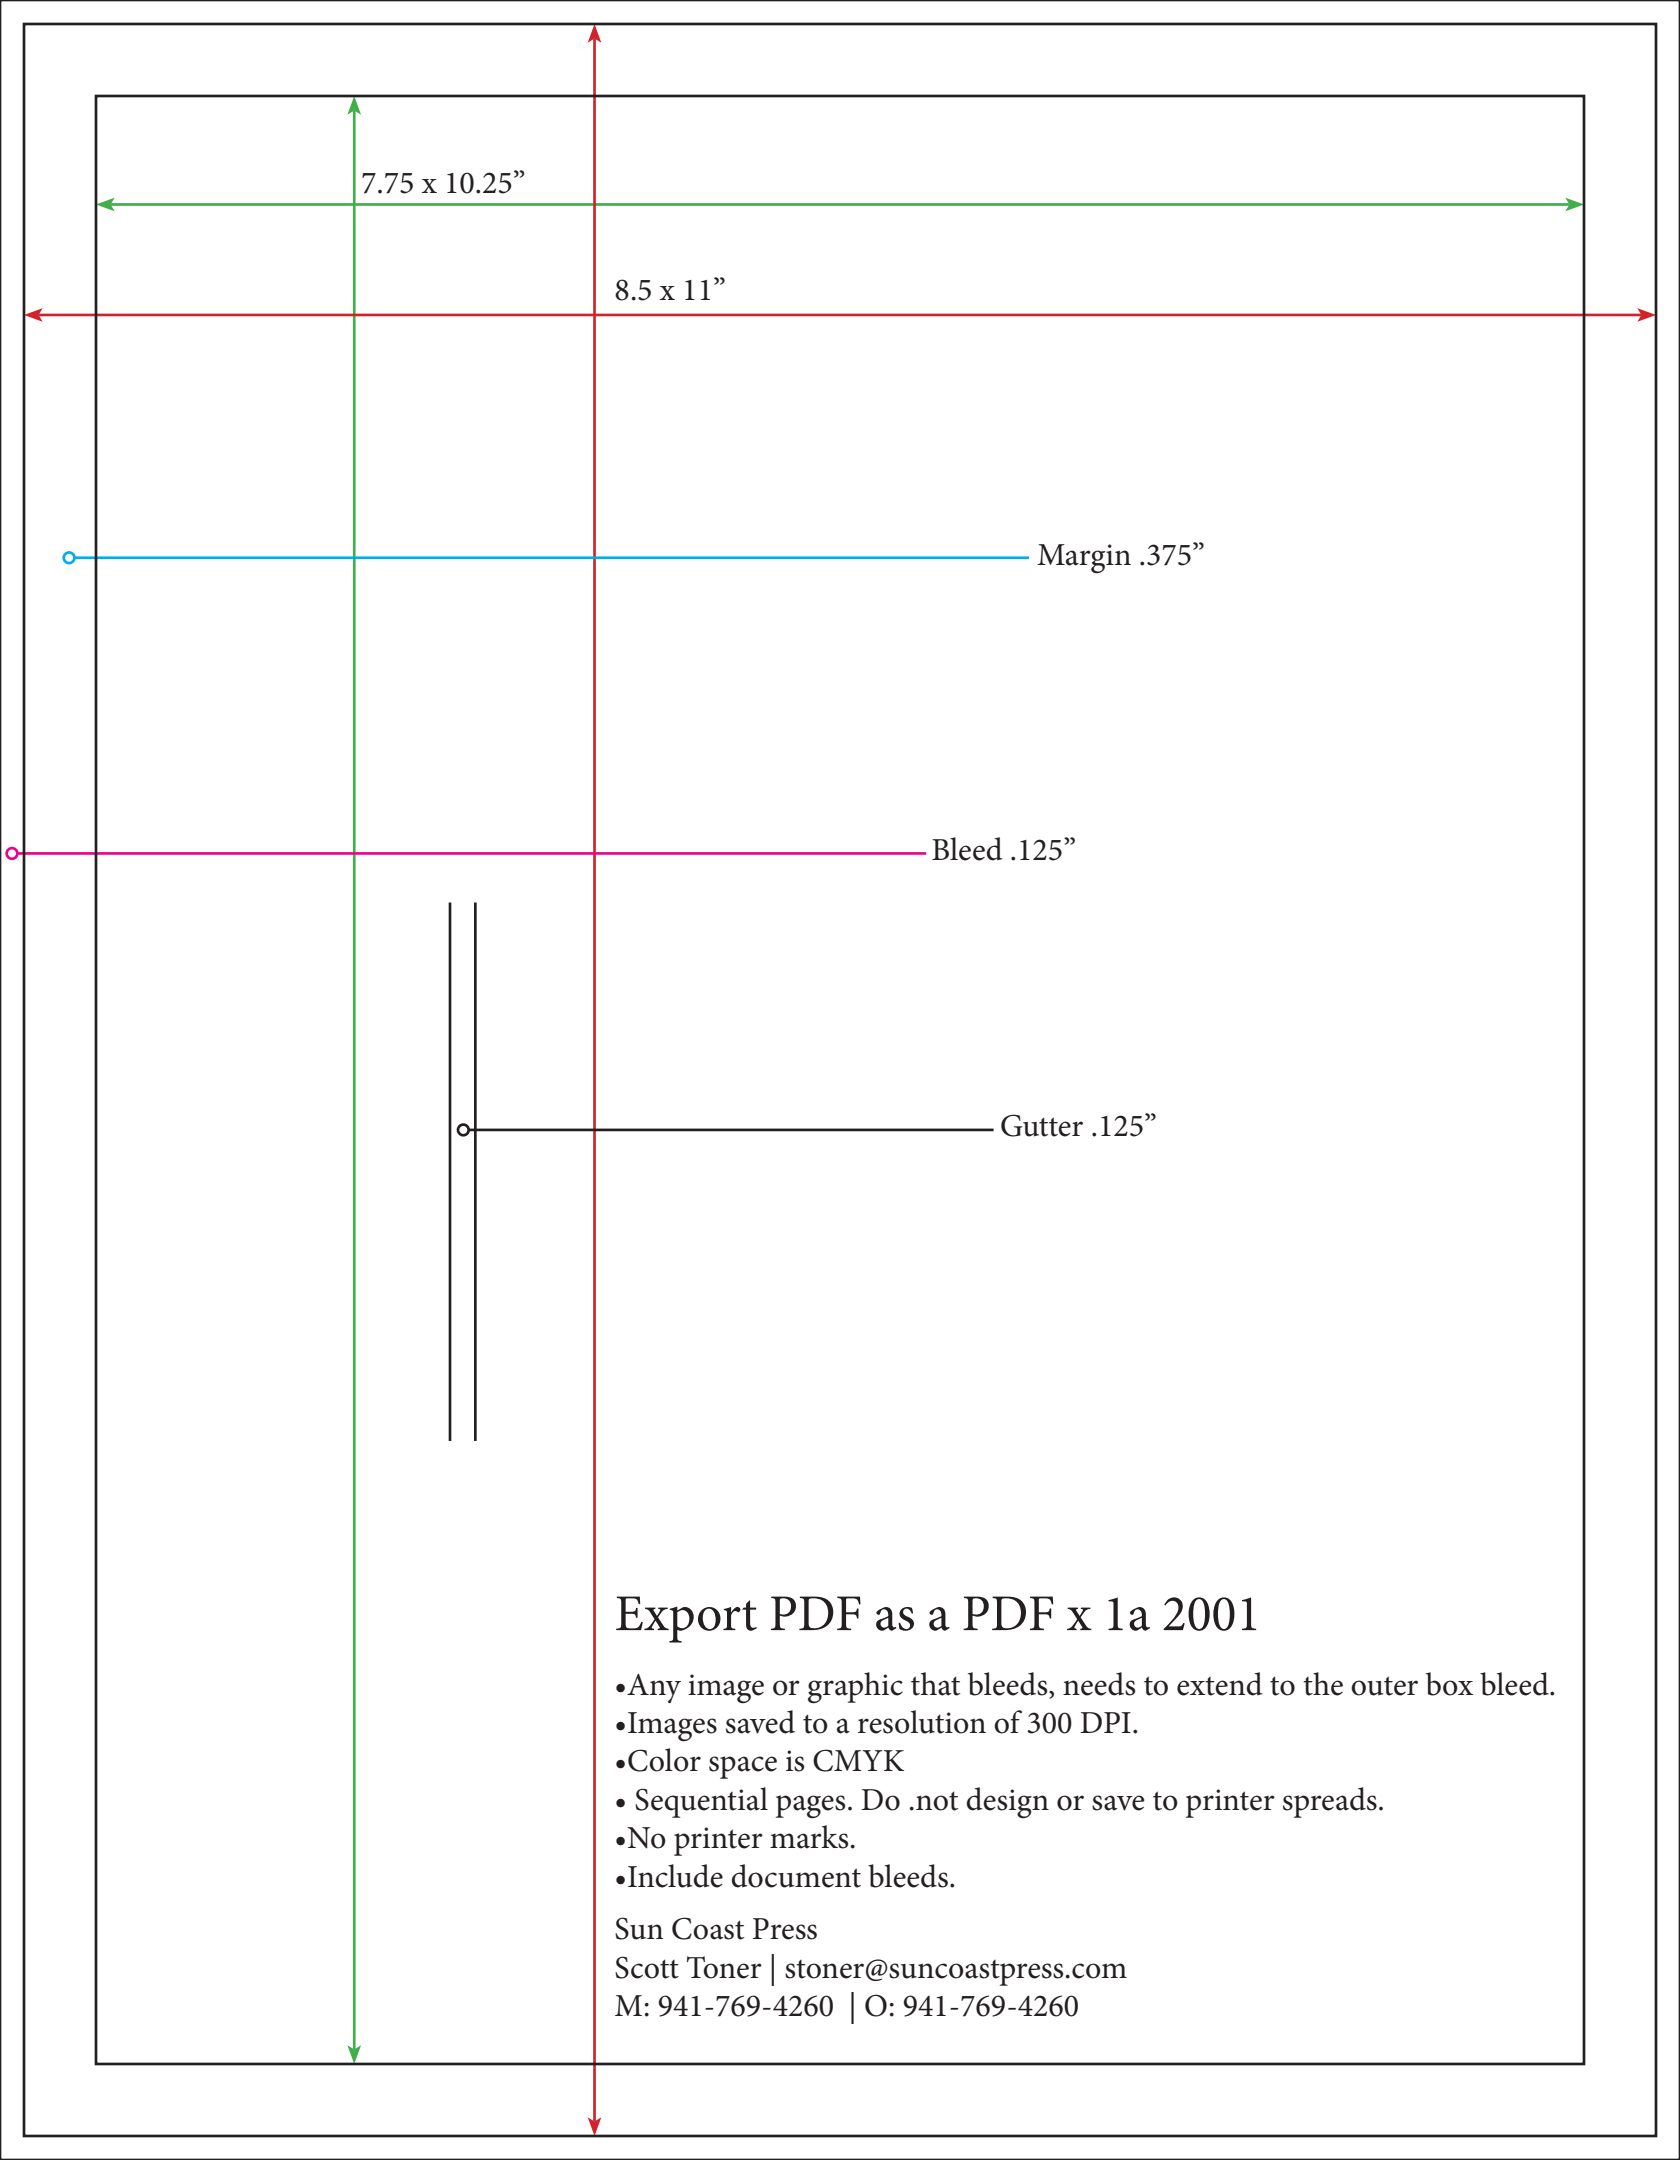 7.75 x 10.25”
8.5 x 11”
Margin .375”
Bleed .125”
Gutter .125”
Export PDF as a PDF x 1a 2001
•Any image or graphic that bleeds, needs to extend to the outer box bleed.
•Images saved to a resolution of 300 DPI.
•Color space is CMYK
• Sequential pages. Do .not design or save to printer spreads.
•No printer marks.
•Include document bleeds.
Sun Coast Press
Scott Toner | stoner@suncoastpress.com
M: 941-769-4260 | O: 941-769-4260